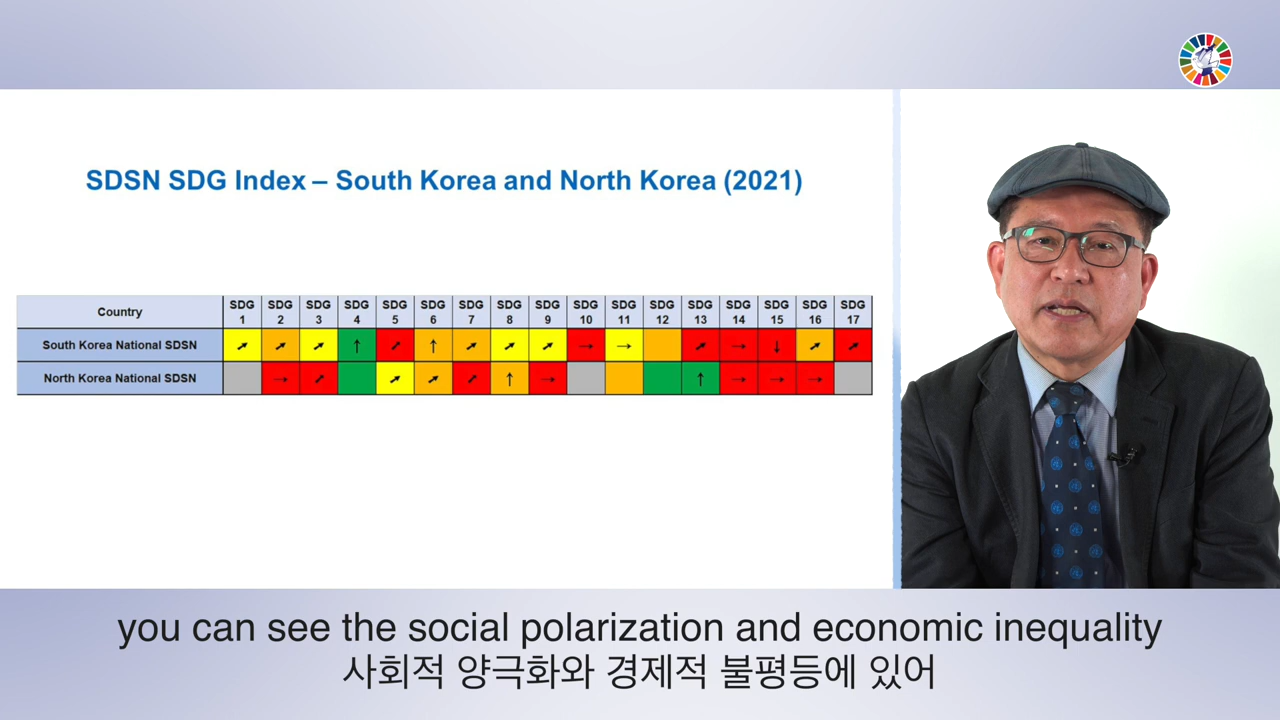 SDSN SDG Index – South Korea and North Korea (2021)
Country SDG 1 SDG 2 SDG 3 SDG 4 SDG 5 SDG 6 SDG 7 SDG 8 SDG 9 SDG 10 SDG 11 SDG 12 SDG 13 SDG 14 SDG 15 SDG 16 SDG 17
South Korea National SDSN ↗ ↗ ↗ ↑ ↗ ↑ ↗ ↗ ↗ → → ↗ → ↓ ↗ ↗
North Korea National SDSN → ↗ ↗ ↗ ↗ ↑ → ↑ → → →
you can see the social polarization and economic inequality
사회적 양극화와 경제적 불평등에 있어